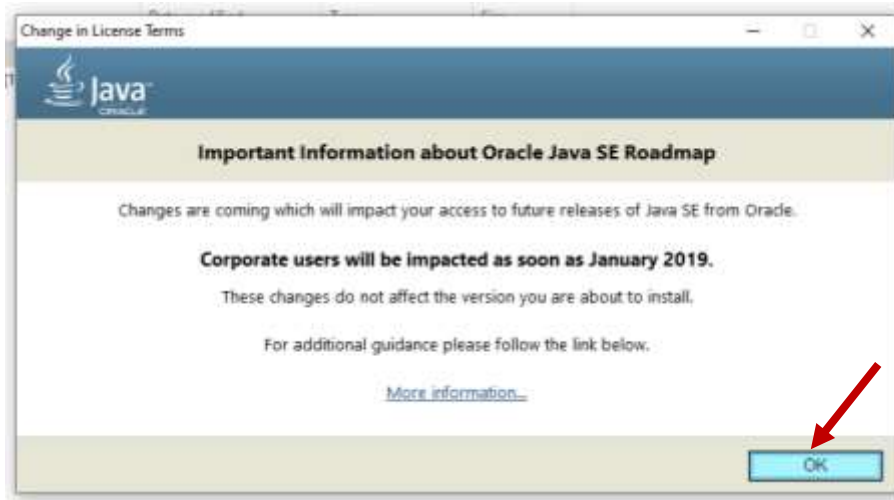 Change in License Terms
Java
ORACLE
Important Information about Oracle Java SE Roadmap
Changes are coming which will impact your access to future releases of Java SE from Oracle.
Corporate users will be impacted as soon as January 2019.
These changes do not affect the version you are about to install.
For additional guidance please follow the link below.
More information...
OK